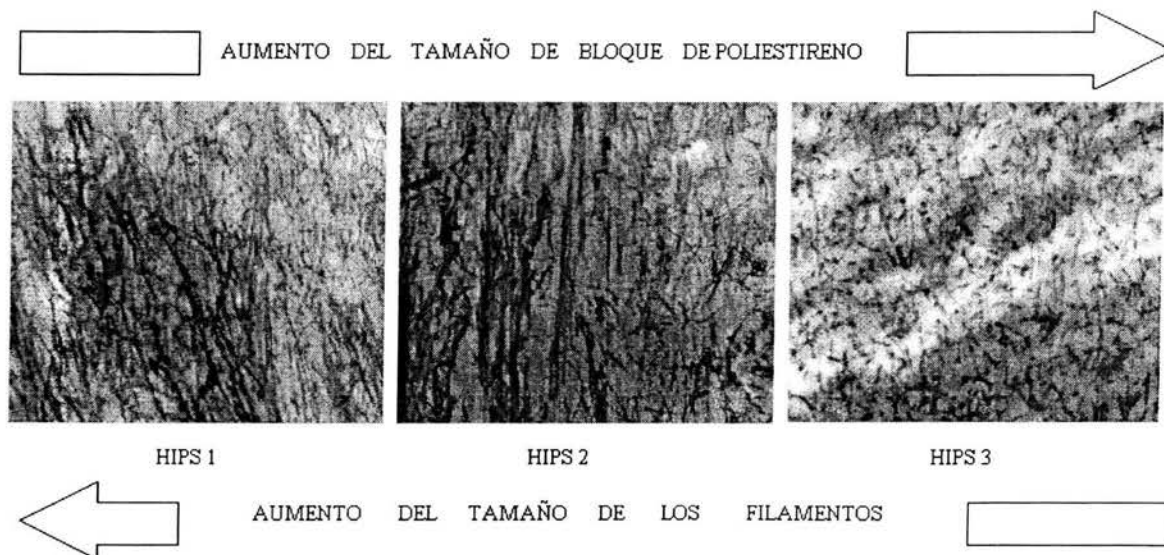 AUMENTO DEL TAMAÑO DE BLOQUE DE POLIESTIRENO
HIPS 1 HIPS 2 HIPS 3
AUMENTO DEL TAMAÑO DE LOS FILAMENTOS